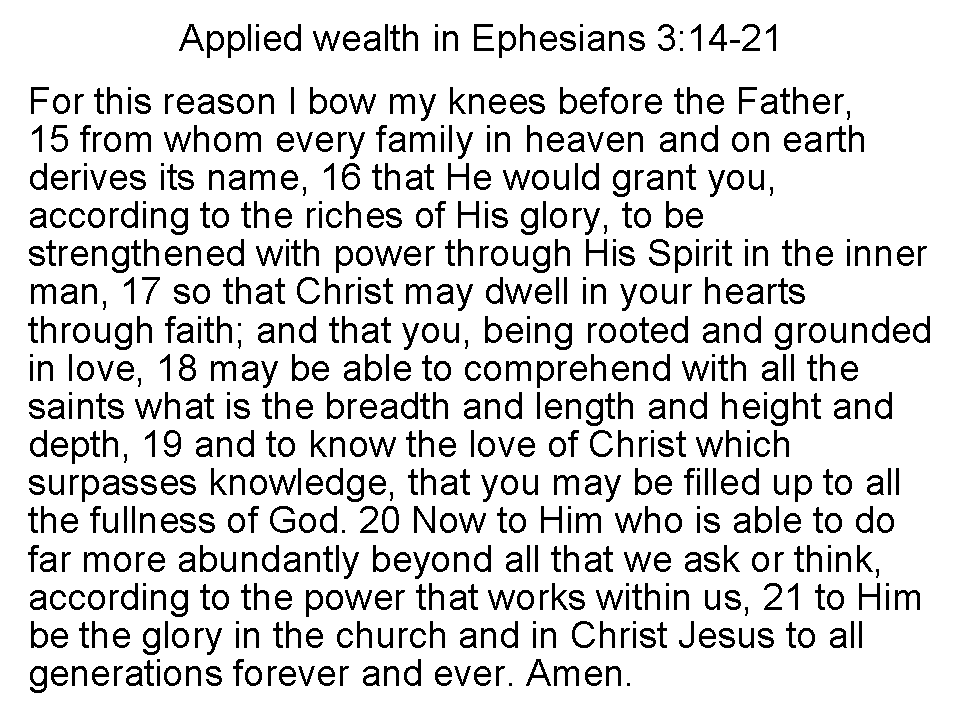 Applied wealth in Ephesians 3:14-21
For this reason I bow my knees before the Father,
15 from whom every family in heaven and on earth
derives its name, 16 that He would grant you,
according to the riches of His glory, to be
strengthened with power through His Spirit in the inner
man, 17 so that Christ may dwell in your hearts
through faith; and that you, being rooted and grounded
in love, 18 may be able to comprehend with all the
saints what is the breadth and length and height and
depth, 19 and to know the love of Christ which
surpasses knowledge, that you may be filled up to all
the fullness of God. 20 Now to Him who is able to do
far more abundantly beyond all that we ask or think,
according to the power that works within us, 21 to Him
be the glory in the church and in Christ Jesus to all
generations forever and ever. Amen.